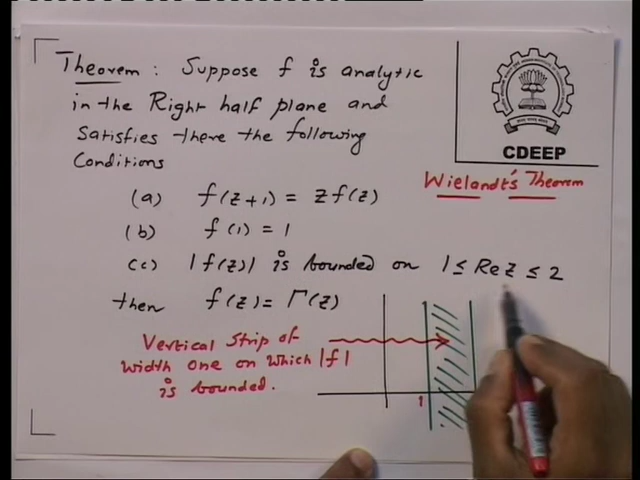 Theorem : Suppose f is analytic
in the Right half plane and
Satisfies there the following
Conditions
(a) f(z+1) = z f(z)
(b) f(1) = 1
(c) |f(z)| is bounded on 1 ≤ Re z ≤ 2
then f(z) = Γ(z)
CDEEP
Wielandt's Theorem
Vertical Strip of
width one on which |f|
is bounded.
1